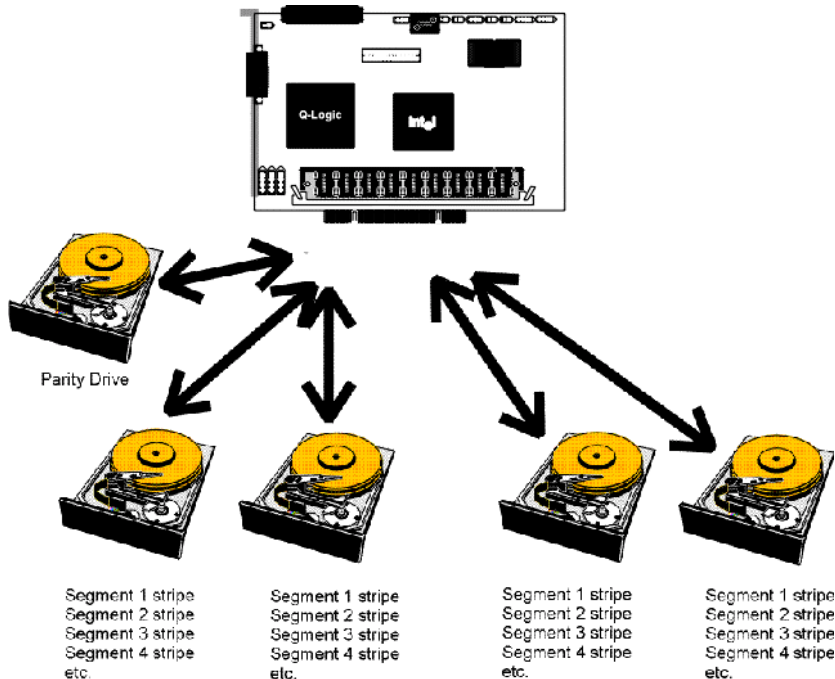 Q-Logic
intel
Parity Drive
Segment 1 stripe
Segment 2 stripe
Segment 3 stripe
Segment 4 stripe
etc.
Segment 1 stripe
Segment 2 stripe
Segment 3 stripe
Segment 4 stripe
etc.
Segment 1 stripe
Segment 2 stripe
Segment 3 stripe
Segment 4 stripe
etc.
Segment 1 stripe
Segment 2 stripe
Segment 3 stripe
Segment 4 stripe
etc.